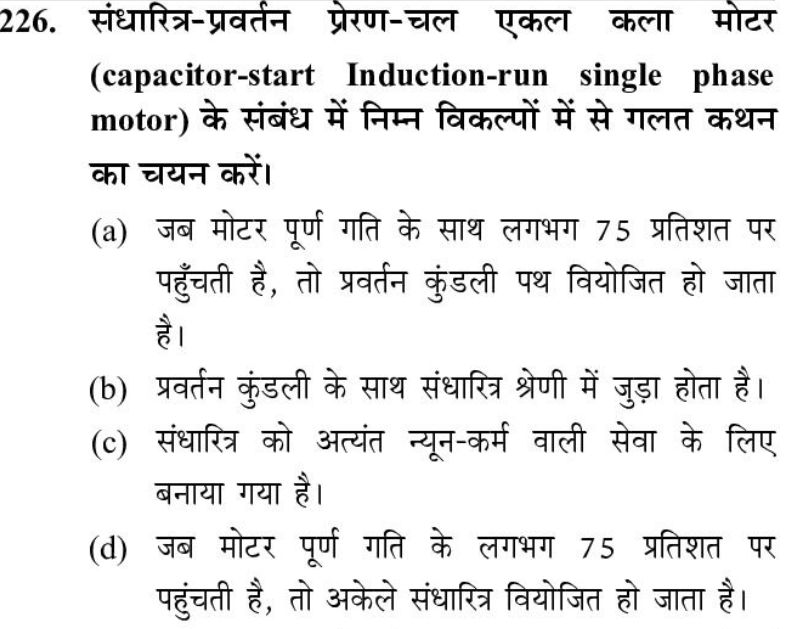 226. संधारित्र-प्रवर्तन प्रेरण-चल एकल कला मोटर
(capacitor-start Induction-run single phase
motor) के संबंध में निम्न विकल्पों में से गलत कथन
का चयन करें।
(a) जब मोटर पूर्ण गति के साथ लगभग 75 प्रतिशत पर
पहुँचती है, तो प्रवर्तन कुंडली पथ वियोजित हो जाता
है।
(b) प्रवर्तन कुंडली के साथ संधारित्र श्रेणी में जुड़ा होता है।
(c) संधारित्र को अत्यंत न्यून-कर्म वाली सेवा के लिए
बनाया गया है।
(d) जब मोटर पूर्ण गति के लगभग 75 प्रतिशत पर
पहुंचती है, तो अकेले संधारित्र वियोजित हो जाता है।